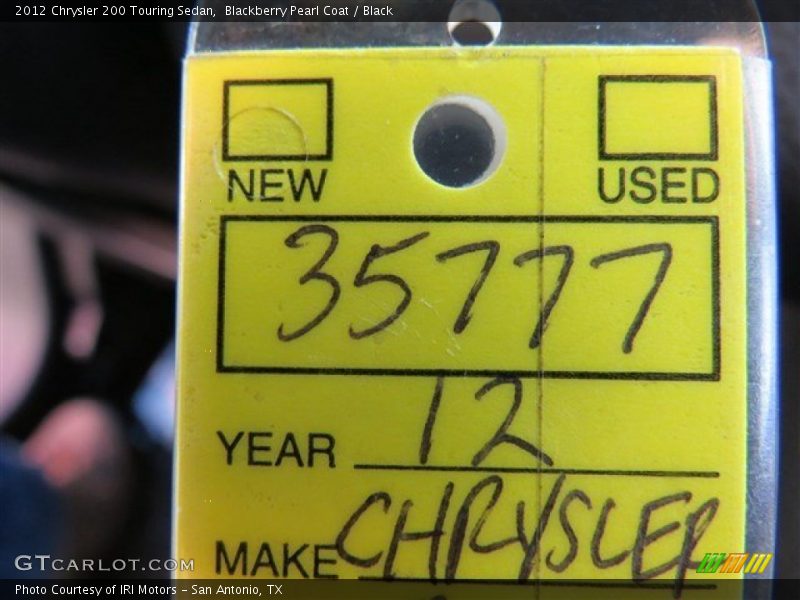 2012 Chrysler 200 Touring Sedan,  Blackberry Pearl Coat / Black
NEW USED
35777
YEAR 12
MAKE CHRYSLER
GTCARLOT.COM
Photo Courtesy of IRI Motors - San Antonio, TX